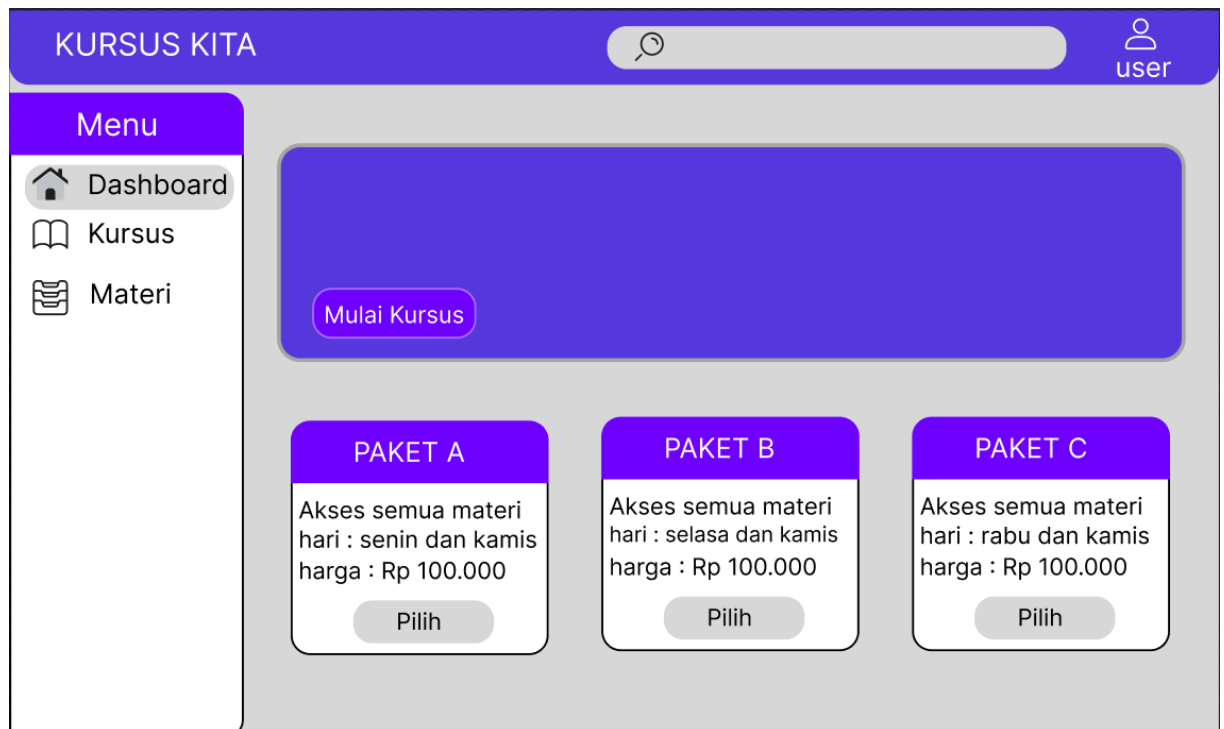 KURSUS KITA
user
Menu
Dashboard
Kursus
Materi
Mulai Kursus
PAKET A
Akses semua materi
hari : senin dan kamis
harga : Rp 100.000
Pilih
PAKET B
Akses semua materi
hari : selasa dan kamis
harga : Rp 100.000
Pilih
PAKET C
Akses semua materi
hari : rabu dan kamis
harga : Rp 100.000
Pilih